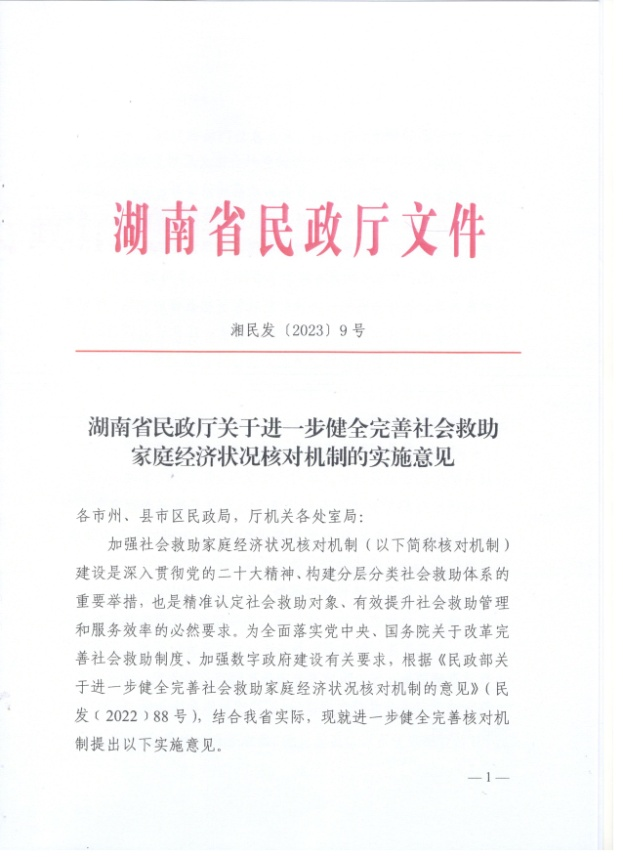 湖南省民政厅文件
湘民发〔2023〕9号
湖南省民政厅关于进一步健全完善社会救助
家庭经济状况核对机制的实施意见
各市州、县市区民政局，厅机关各处室局：
加强社会救助家庭经济状况核对机制（以下简称核对机制）
建设是深入贯彻党的二十大精神、构建分层分类社会救助体系的
重要举措，也是精准认定社会救助对象、有效提升社会救助管理
和服务效率的必然要求。为全面落实党中央、国务院关于改革完
善社会救助制度、加强数字政府建设有关要求，根据《民政部关
于进一步健全完善社会救助家庭经济状况核对机制的意见》（民
发〔2022〕88号），结合我省实际，现就进一步健全完善核对机
制提出以下实施意见。
—1—